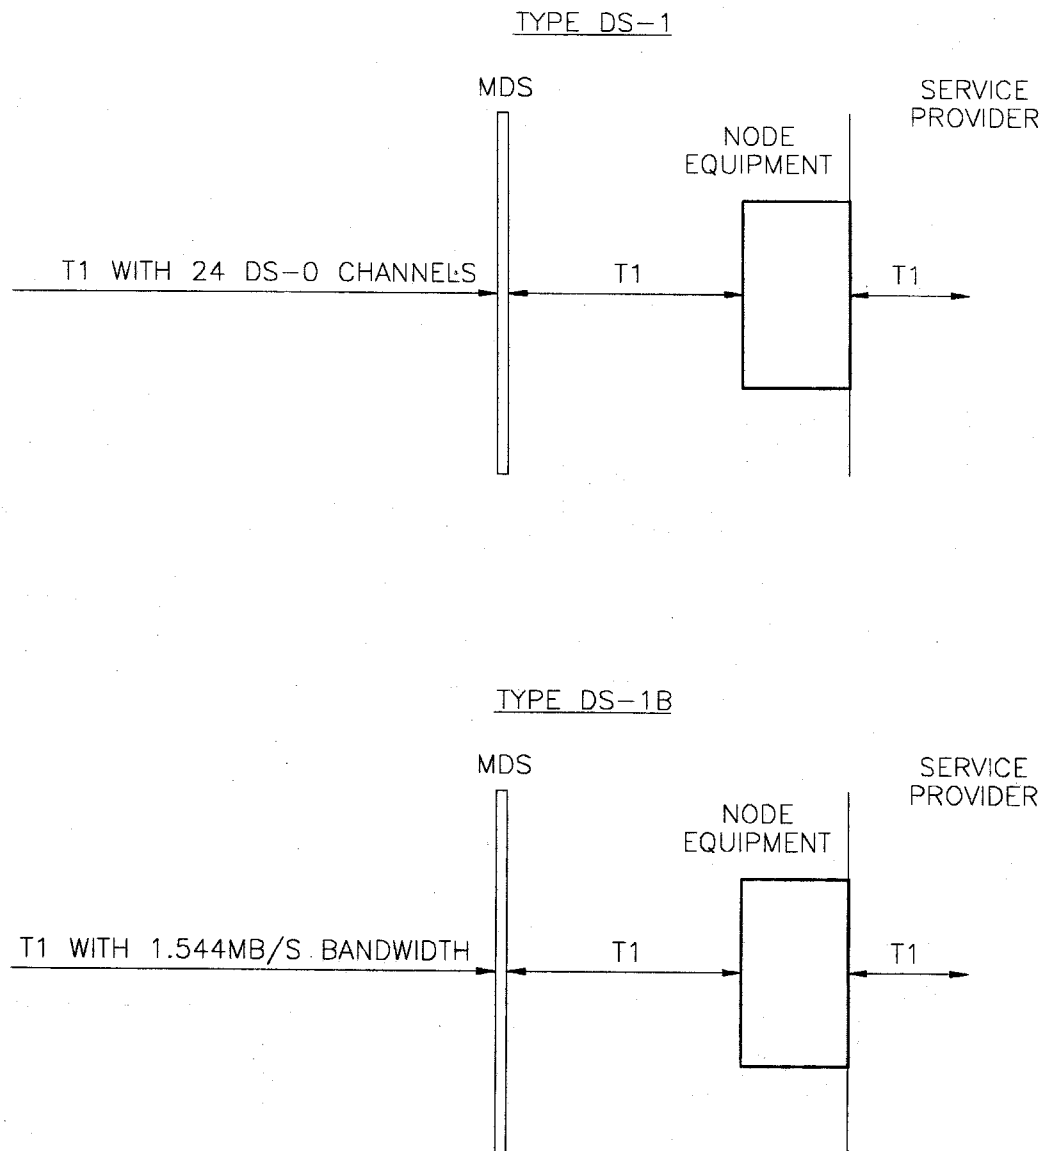 TYPE DS-1
MDS
SERVICE
PROVIDER
NODE
EQUIPMENT
T1 WITH 24 DS-0 CHANNELS
T1
T1
TYPE DS-1B
MDS
SERVICE
PROVIDER
NODE
EQUIPMENT
T1 WITH 1.544MB/S BANDWIDTH
T1
T1